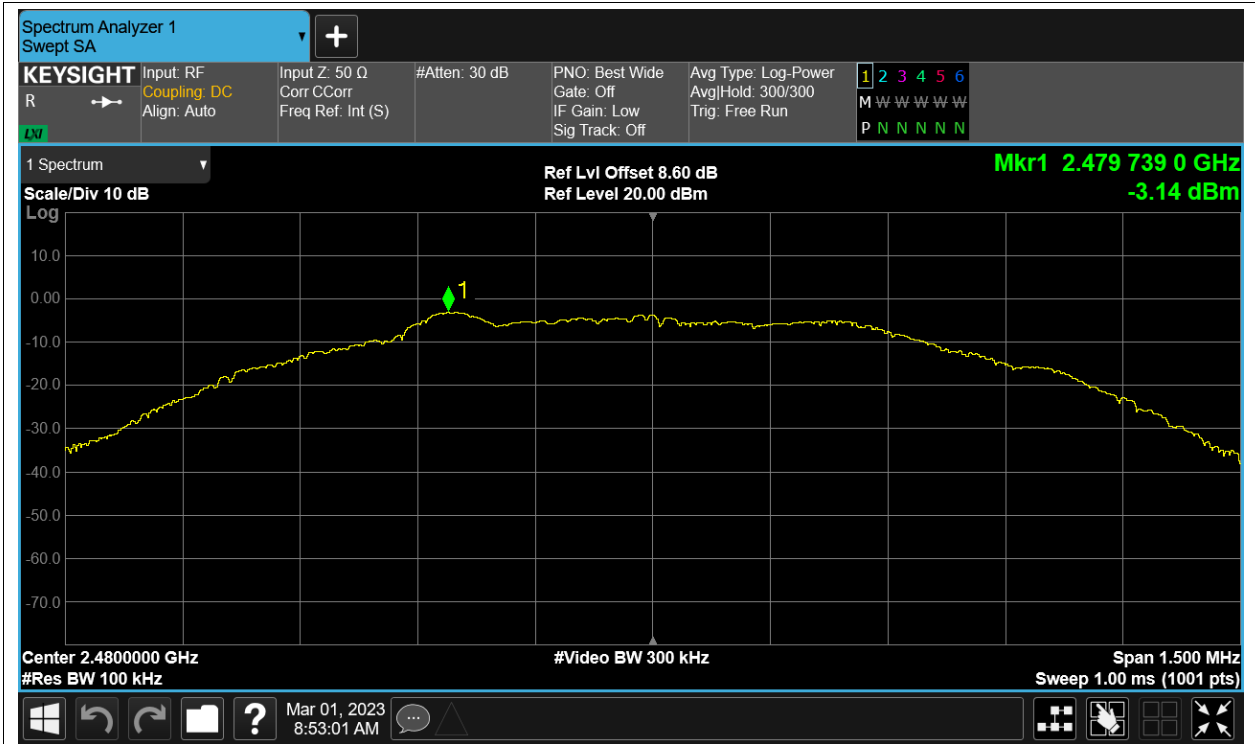 Spectrum Analyzer 1
Swept SA
+
KEYSIGHT
R
LXI
Input: RF
Coupling: DC
Align: Auto
Input Z: 50 Ω
Corr CCorr
Freq Ref: Int (S)
#Atten: 30 dB
PNO: Best Wide
Gate: Off
IF Gain: Low
Sig Track: Off
Avg Type: Log-Power
Avg|Hold: 300/300
Trig: Free Run
1 2 3 4 5 6
M W W W W W
P N N N N N
1 Spectrum
Scale/Div 10 dB
Log
Ref Lvl Offset 8.60 dB
Ref Level 20.00 dBm
Mkr1 2.479 739 0 GHz
-3.14 dBm
1
10.0
0.00
-10.0
-20.0
-30.0
-40.0
-50.0
-60.0
-70.0
Center 2.4800000 GHz
#Res BW 100 kHz
#Video BW 300 kHz
Span 1.500 MHz
Sweep 1.00 ms (1001 pts)
?
Mar 01, 2023
8:53:01 AM